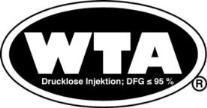 WTA
Drucklose Injektion; DFG ≤ 95 %
®